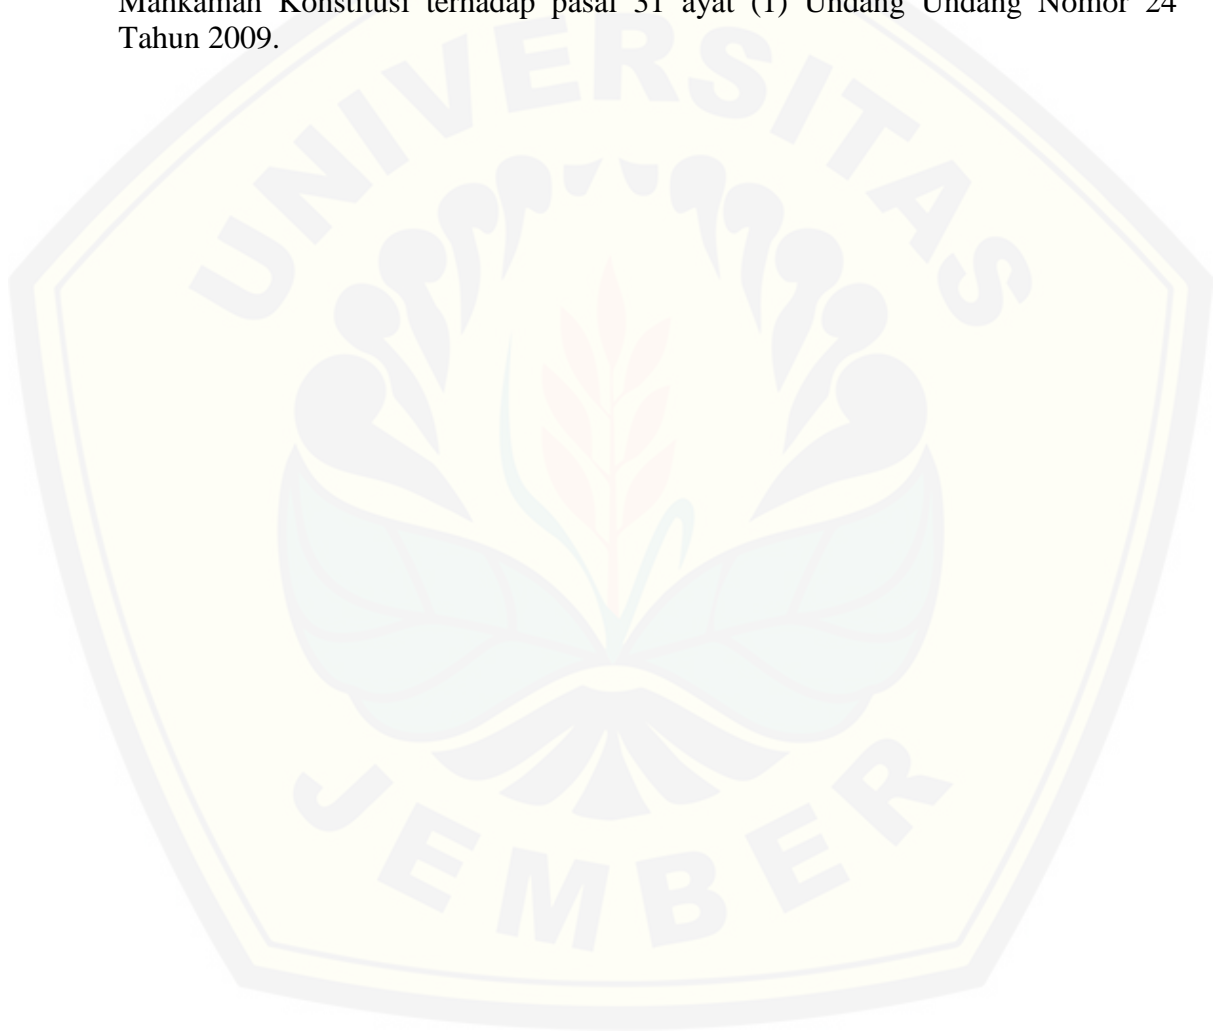 Mahkamah Konstitusi terhadap pasal 31 ayat (1) Undang Undang Nomor 24
Tahun 2009.
UNIVERSITAS
JEMBER